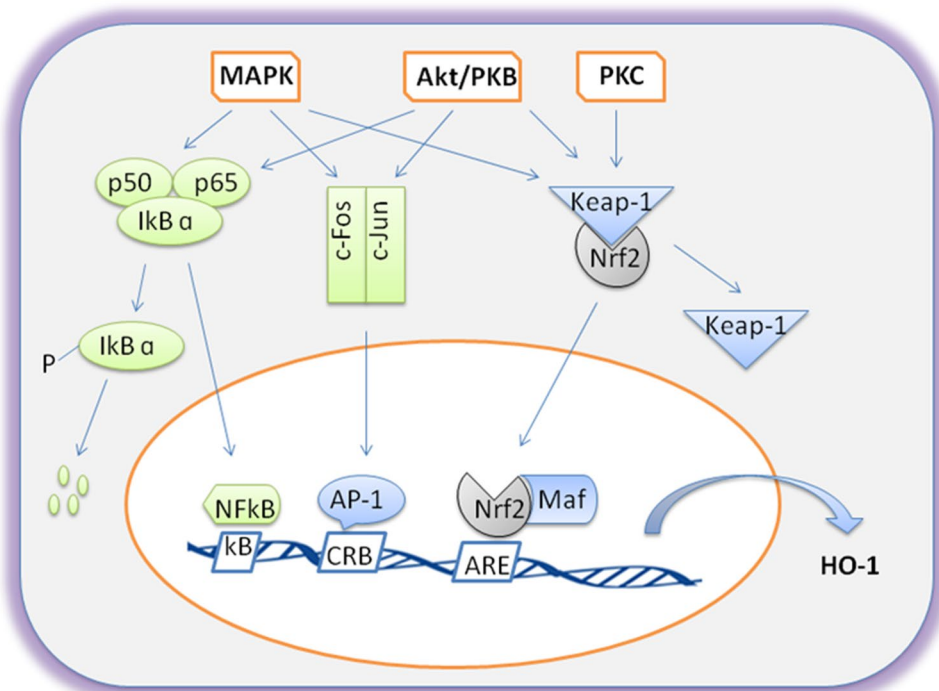 MAPK
Akt/PKB
PKC
p50
p65
IkB α
c-Fos
c-Jun
Keap-1
Nrf2
Keap-1
P
IkB α
NFkB
AP-1
Nrf2
Maf
kB
CRB
ARE
HO-1